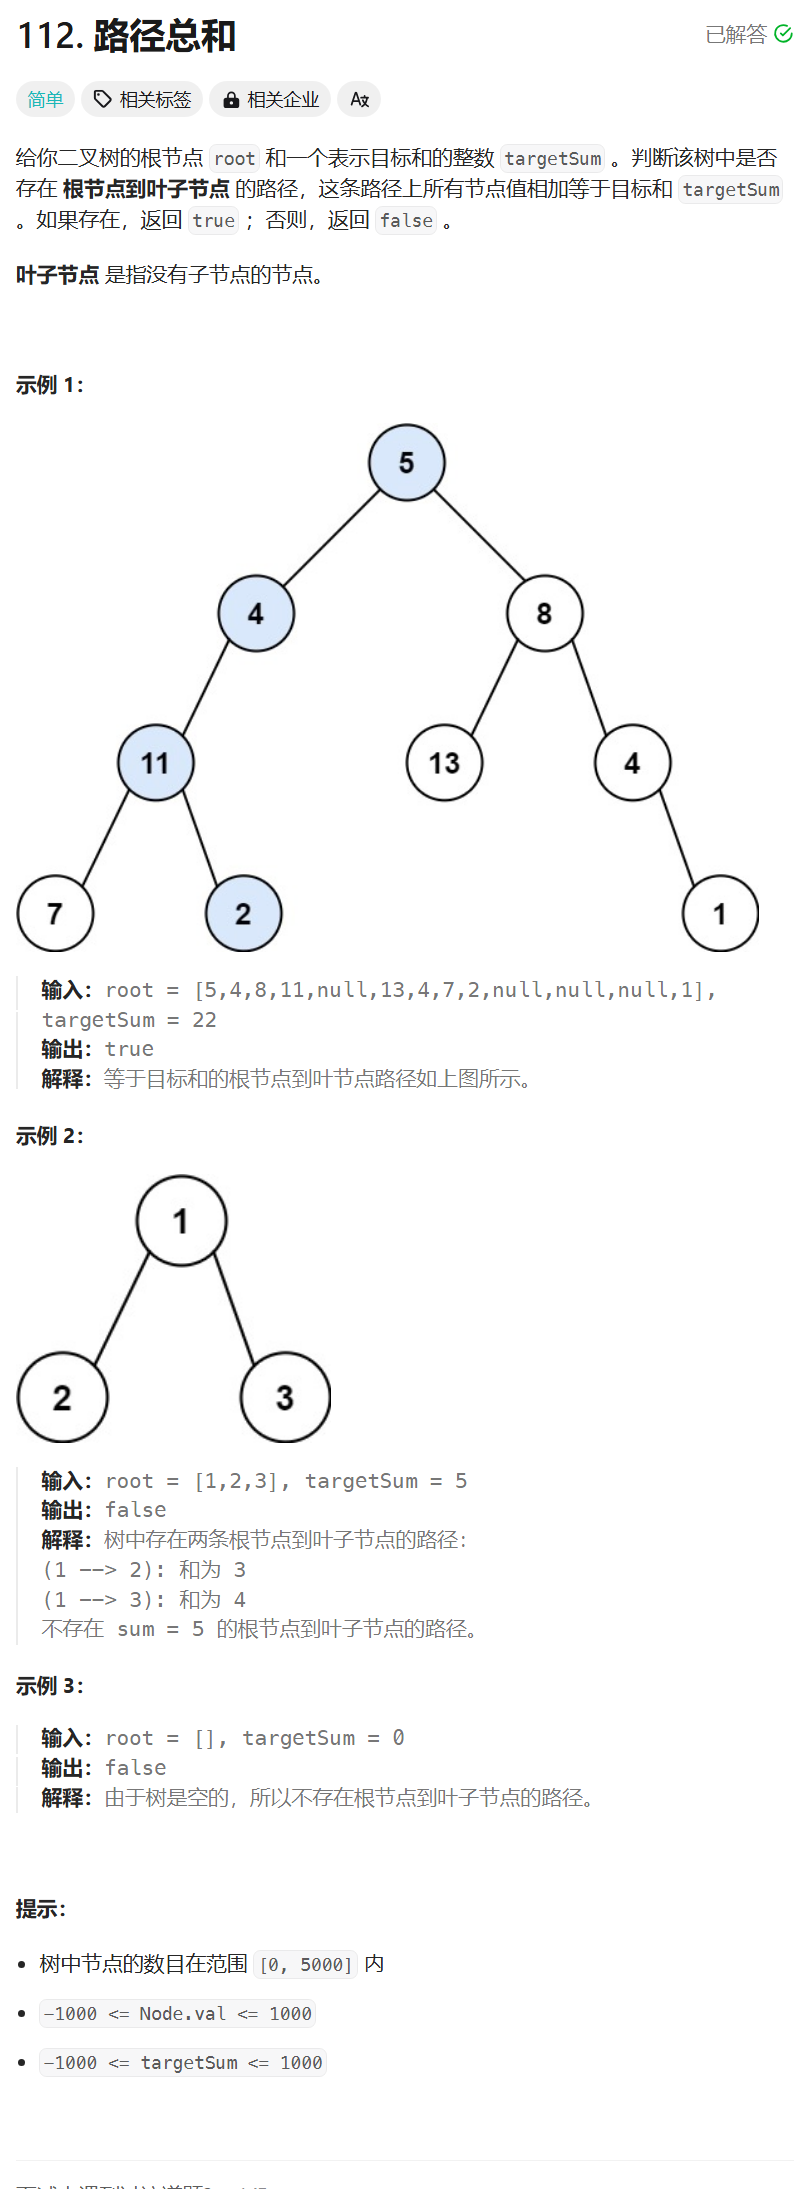 112. 路径总和
已解答
简单
相关标签
相关企业
给你二叉树的根节点 root 和一个表示目标和的整数 targetSum 。判断该树中是否
存在 根节点到叶子节点 的路径，这条路径上所有节点值相加等于目标和 targetSum
。如果存在，返回 true ；否则，返回 false 。
叶子节点 是指没有子节点的节点。
示例 1：
5
4
8
11
13
4
7
2
1
输入：root = [5,4,8,11,null,13,4,7,2,null,null,null,1],
targetSum = 22
输出：true
解释：等于目标和的根节点到叶节点路径如上图所示。
示例 2：
1
2
3
输入：root = [1,2,3], targetSum = 5
输出：false
解释：树中存在两条根节点到叶子节点的路径：
(1 --> 2): 和为 3
(1 --> 3): 和为 4
不存在 sum = 5 的根节点到叶子节点的路径。
示例 3：
输入：root = [], targetSum = 0
输出：false
解释：由于树是空的，所以不存在根节点到叶子节点的路径。
提示：
树中节点的数目在范围 [0, 5000] 内
-1000 <= Node.val <= 1000
-1000 <= targetSum <= 1000